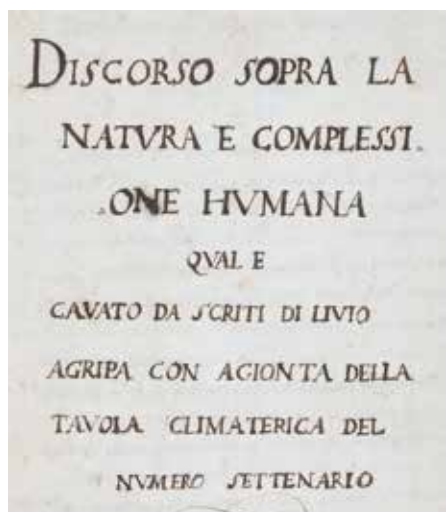 DISCORSO SOPRA LA
NATVRA E COMPLESSI.
.ONE HVMANA
QVAL E
CAVATO DA SCRITI DI LIVIO
AGRIPA CON AGIONTA DELLA
TAVOLA CLIMATERICA DEL
NVMERO SETTENARIO